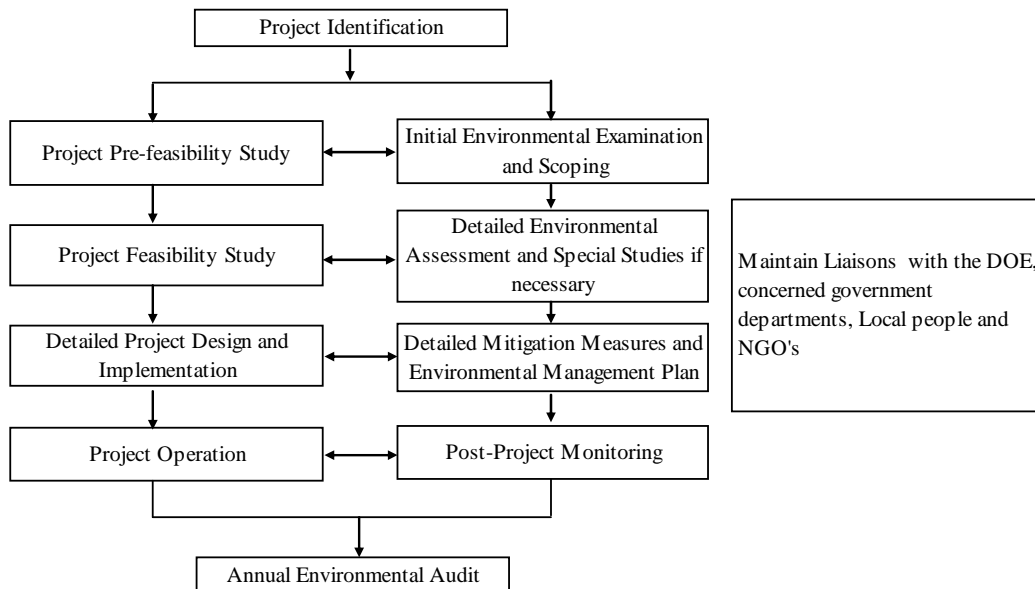 Project Identification
Project Pre-feasibility Study
Initial Environmental Examination
and Scoping
Project Feasibility Study
Detailed Environmental
Assessment and Special Studies if
necessary
Maintain Liaisons with the DOE,
concerned government
departments, Local people and
NGO's
Detailed Project Design and
Implementation
Detailed Mitigation Measures and
Environmental Management Plan
Project Operation
Post-Project Monitoring
Annual Environmental Audit